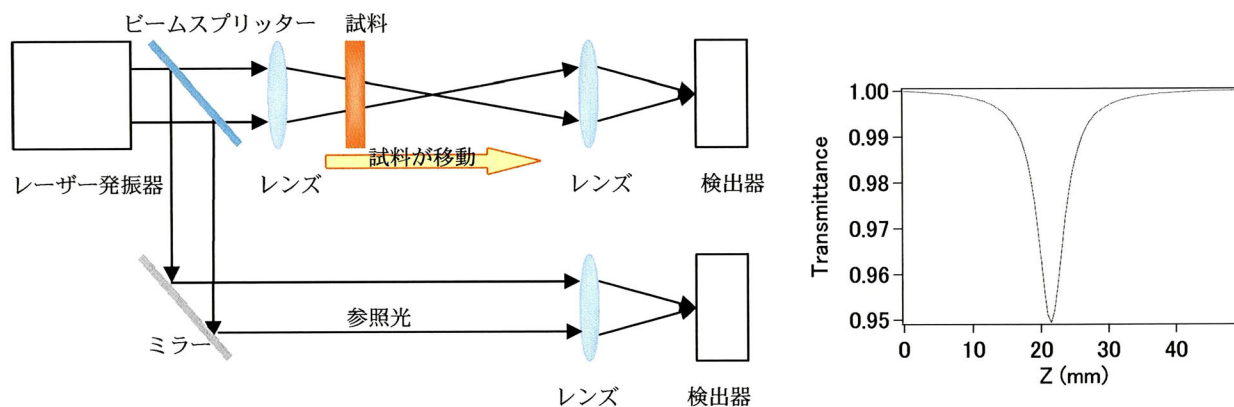 ビームスプリッター
試料
試料が移動
レーザー発振器
レンズ
レンズ
検出器
参照光
ミラー
レンズ
検出器
Transmittance
1.00
0.99
0.98
0.97
0.96
0.95
0 10 20 30 40
Z (mm)